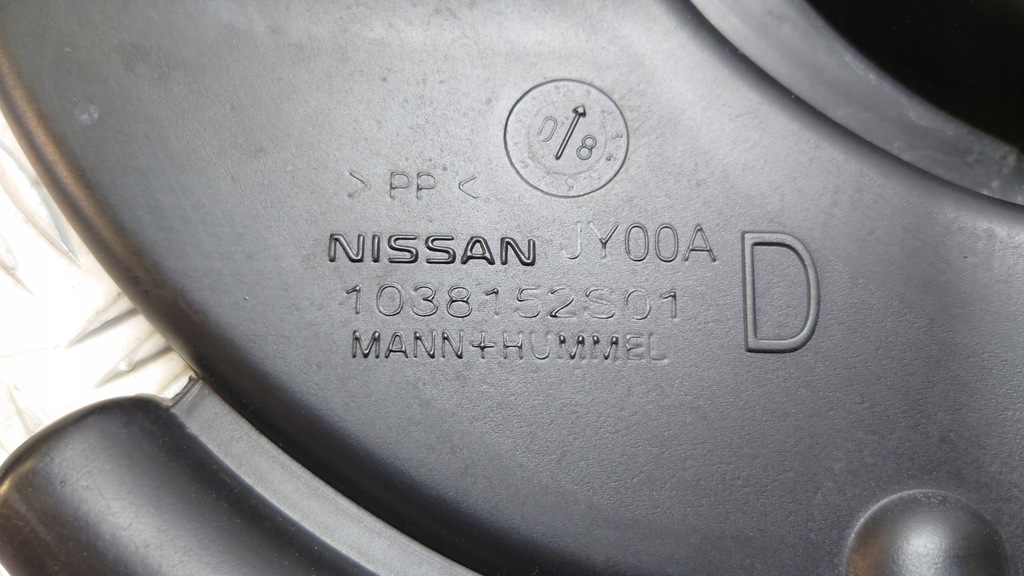 0/8
> PP <
NISSAN JY00A
1038152S01
MANN+HUMMEL
D